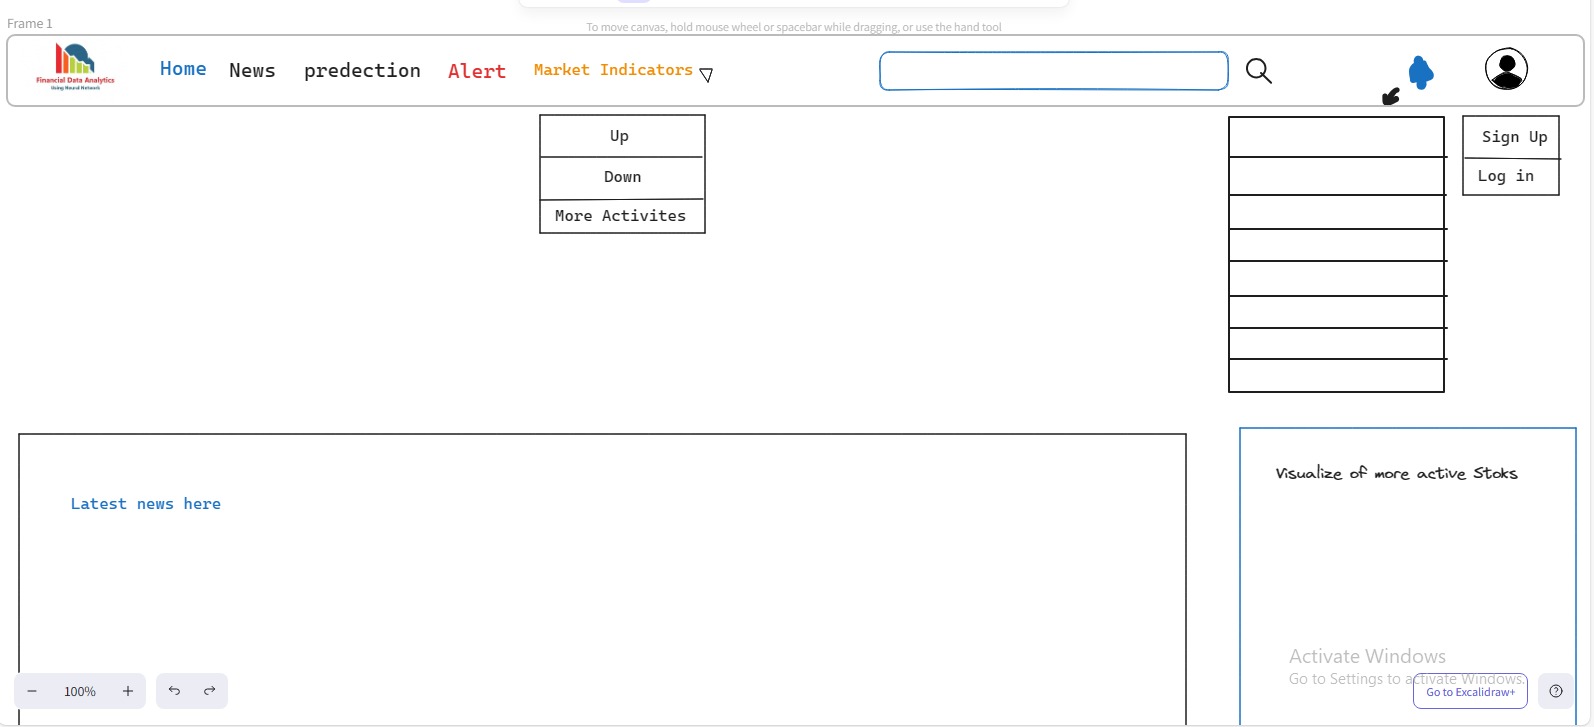 Frame 1
To move canvas, hold mouse wheel or spacebar while dragging, or use the hand tool
Financial Data Analytics
Using Neural Network
Home News predection Alert Market Indicators
Up
Down
More Activites
Sign Up
Log in
Latest news here
Visualize of more active Stoks
Activate Windows
Go to Settings to activate Windows.
100%
Go to Excalidraw+